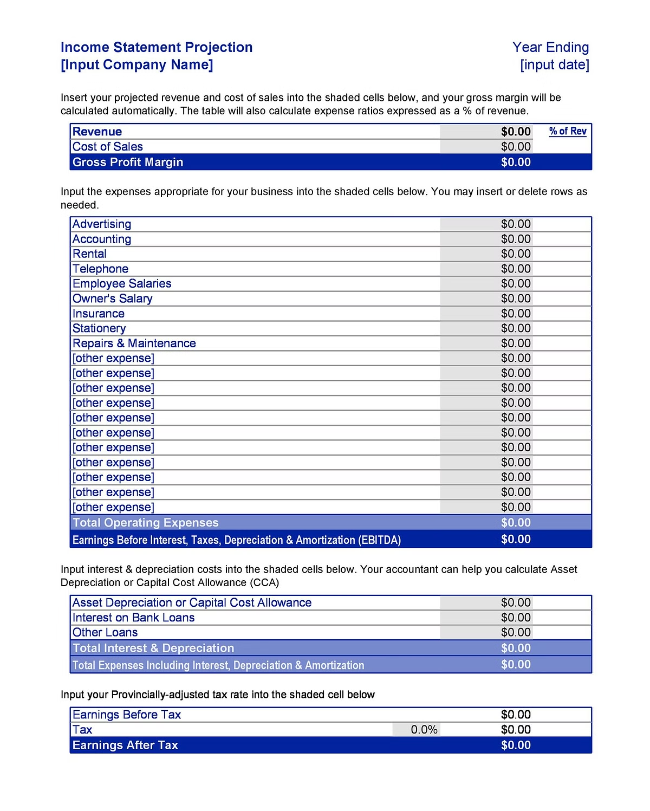 Income Statement Projection Year Ending
[Input Company Name] [input date]
Insert your projected revenue and cost of sales into the shaded cells below, and your gross margin will be
calculated automatically. The table will also calculate expense ratios expressed as a % of revenue.
Revenue $0.00 % of Rev
Cost of Sales $0.00
Gross Profit Margin $0.00
Input the expenses appropriate for your business into the shaded cells below. You may insert or delete rows as
needed.
Advertising $0.00
Accounting $0.00
Rental $0.00
Telephone $0.00
Employee Salaries $0.00
Owner's Salary $0.00
Insurance $0.00
Stationery $0.00
Repairs & Maintenance $0.00
[other expense] $0.00
[other expense] $0.00
[other expense] $0.00
[other expense] $0.00
[other expense] $0.00
[other expense] $0.00
[other expense] $0.00
[other expense] $0.00
[other expense] $0.00
[other expense] $0.00
[other expense] $0.00
Total Operating Expenses $0.00
Earnings Before Interest, Taxes, Depreciation & Amortization (EBITDA) $0.00
Input interest & depreciation costs into the shaded cells below. Your accountant can help you calculate Asset
Depreciation or Capital Cost Allowance (CCA)
Asset Depreciation or Capital Cost Allowance $0.00
Interest on Bank Loans $0.00
Other Loans $0.00
Total Interest & Depreciation $0.00
Total Expenses Including Interest, Depreciation & Amortization $0.00
Input your Provincially-adjusted tax rate into the shaded cell below
Earnings Before Tax $0.00
Tax 0.0% $0.00
Earnings After Tax $0.00